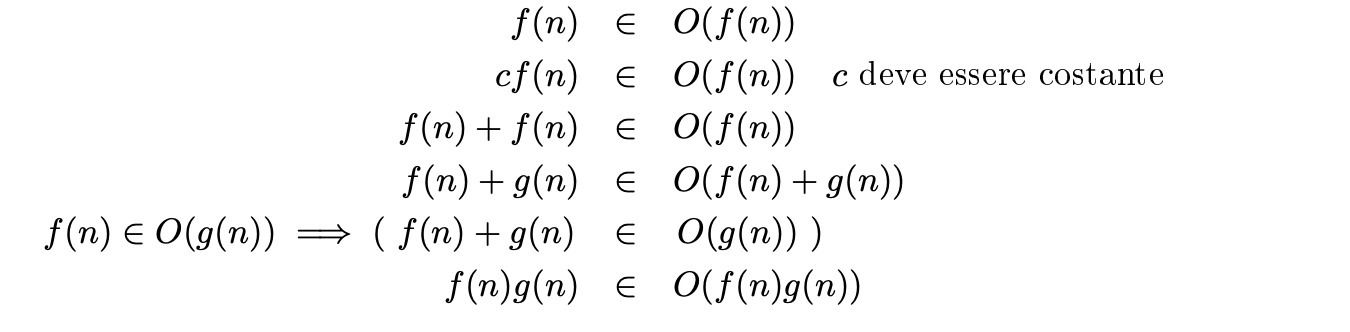 f(n) ∈ O(f(n))
cf(n) ∈ O(f(n)) c deve essere costante
f(n) + f(n) ∈ O(f(n))
f(n) + g(n) ∈ O(f(n) + g(n))
f(n) ∈ O(g(n)) ⟹ ( f(n) + g(n) ∈ O(g(n)) )
f(n)g(n) ∈ O(f(n)g(n))